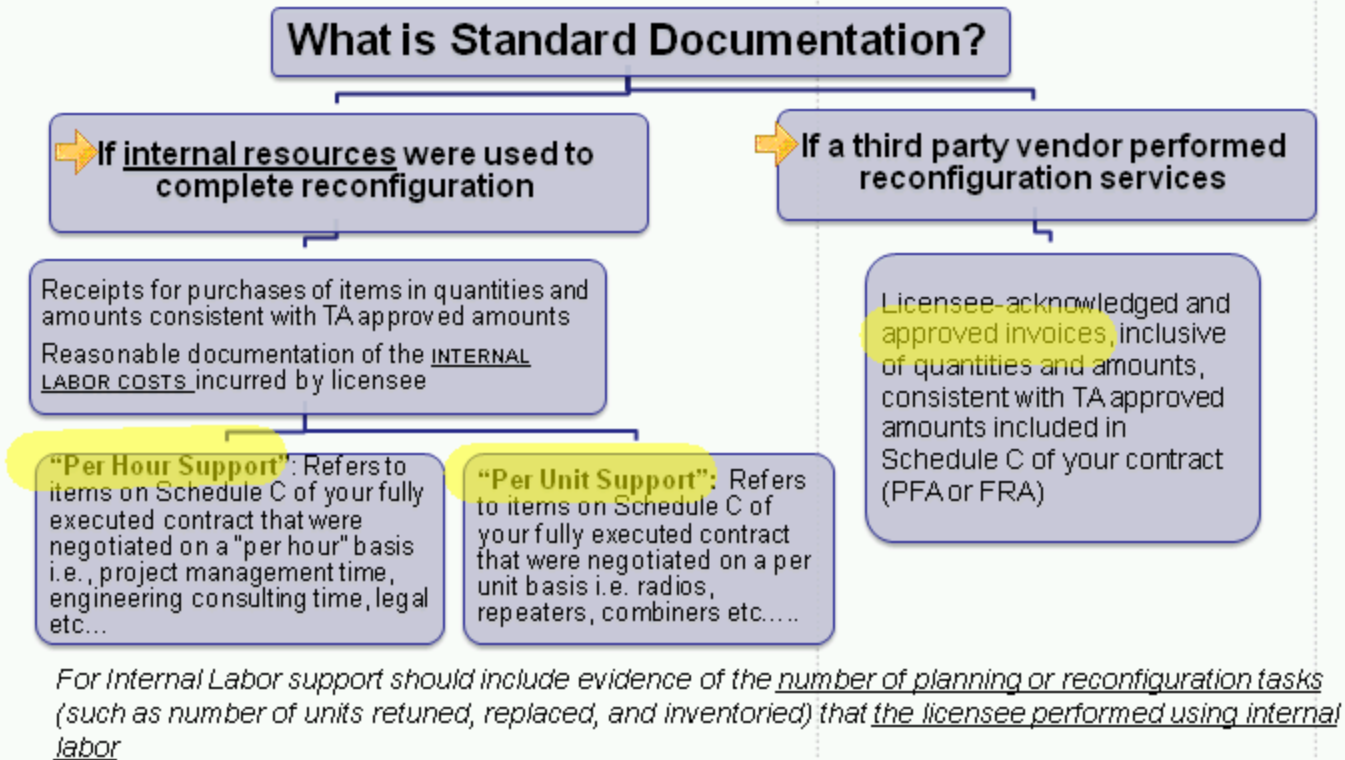 What is Standard Documentation?
If internal resources were used to
complete reconfiguration
If a third party vendor performed
reconfiguration services
Receipts for purchases of items in quantities and
amounts consistent with TA approved amounts
Reasonable documentation of the INTERNAL
LABOR COSTS incurred by licensee
Licensee-acknowledged and
approved invoices, inclusive
of quantities and amounts,
consistent with TA approved
amounts included in
Schedule C of your contract
(PFA or FRA)
“Per Hour Support”: Refers to
items on Schedule C of your fully
executed contract that were
negotiated on a "per hour" basis
i.e., project management time,
engineering consulting time, legal
etc...
“Per Unit Support”: Refers
to items on Schedule C of
your fully executed contract
that were negotiated on a per
unit basis i.e. radios,
repeaters, combiners etc.....
For Internal Labor support should include evidence of the number of planning or reconfiguration tasks
(such as number of units retuned, replaced, and inventoried) that the licensee performed using internal
labor